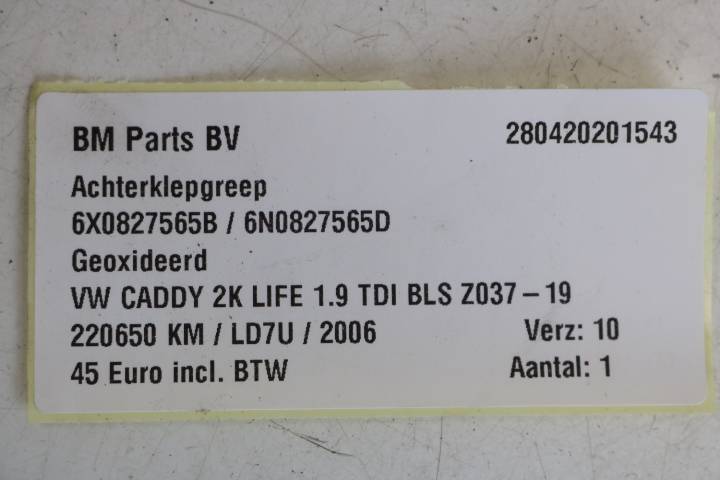 BM Parts BV 280420201543
Achterklepgreep
6X0827565B / 6N0827565D
Geoxideerd
VW CADDY 2K LIFE 1.9 TDI BLS Z037 – 19
220650 KM / LD7U / 2006 Verz: 10
45 Euro incl. BTW Aantal: 1